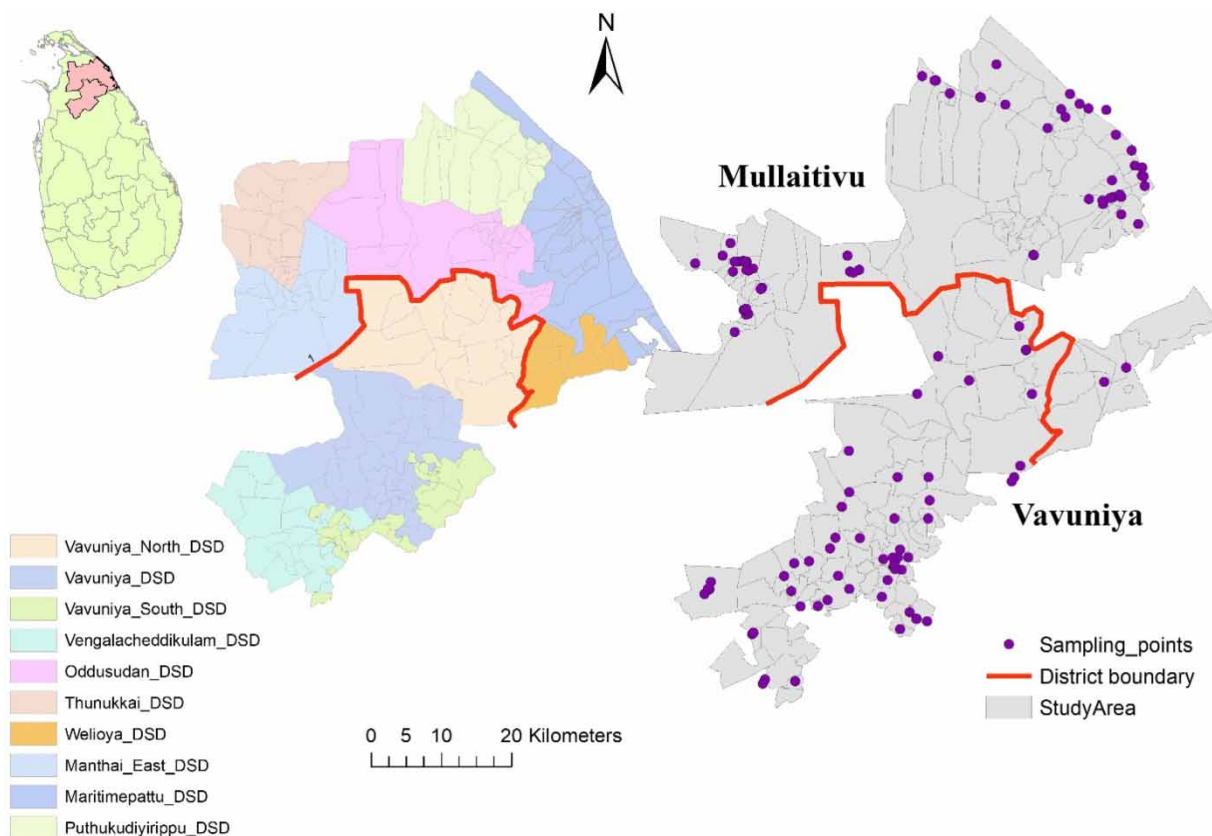 N
Mullaitivu
Vavuniya
Vavuniya_North_DSD
Vavuniya_DSD
Vavuniya_South_DSD
Vengalacheddikulam_DSD
Oddusudan_DSD
Thunukkai_DSD
Welioya_DSD
Manthai_East_DSD
Maritimepattu_DSD
Puthukudiyirippu_DSD
0 5 10 20 Kilometers
Sampling_points
District boundary
StudyArea